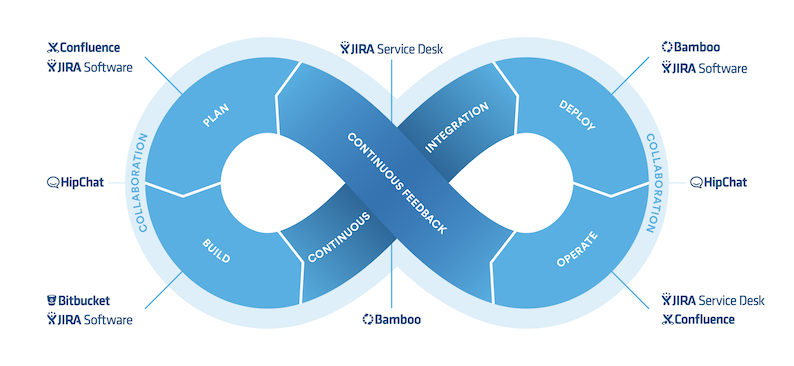 Confluence
JIRA Software
JIRA Service Desk
Bamboo
JIRA Software
PLAN
INTEGRATION
DEPLOY
COLLABORATION
CONTINUOUS FEEDBACK
COLLABORATION
HipChat
HipChat
BUILD
CONTINUOUS
OPERATE
Bitbucket
JIRA Software
Bamboo
JIRA Service Desk
Confluence